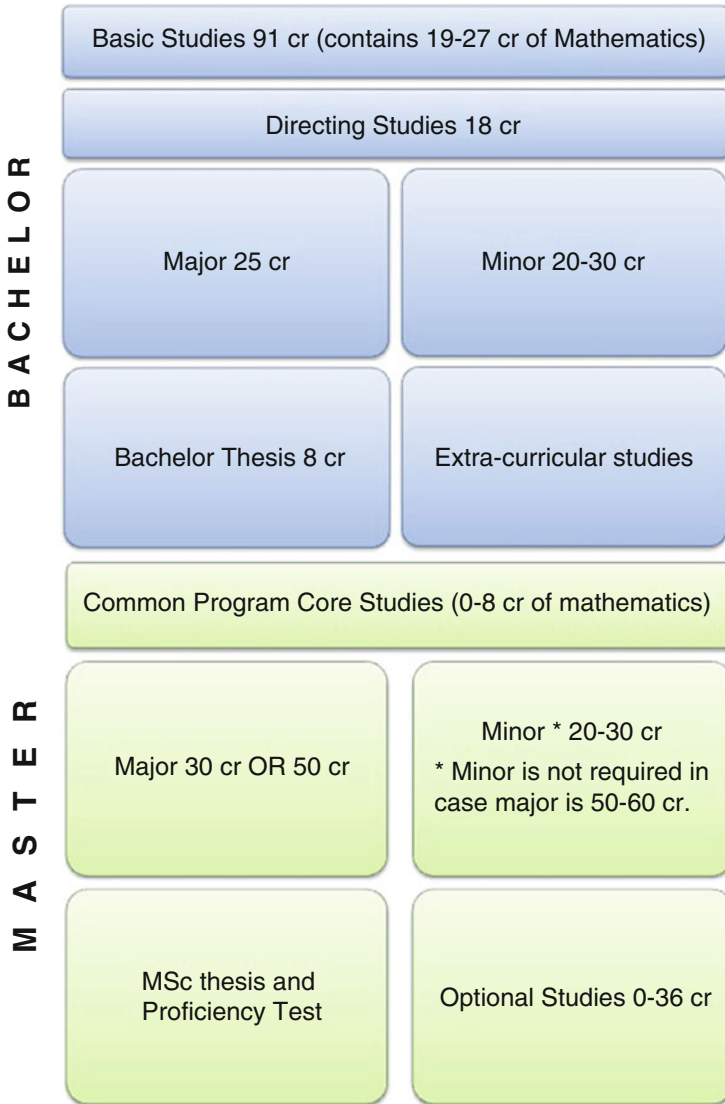 BACHELOR
Basic Studies 91 cr (contains 19-27 cr of Mathematics)
Directing Studies 18 cr
Major 25 cr
Minor 20-30 cr
Bachelor Thesis 8 cr
Extra-curricular studies
MASTER
Common Program Core Studies (0-8 cr of mathematics)
Major 30 cr OR 50 cr
Minor * 20-30 cr
* Minor is not required in
case major is 50-60 cr.
MSc thesis and
Proficiency Test
Optional Studies 0-36 cr